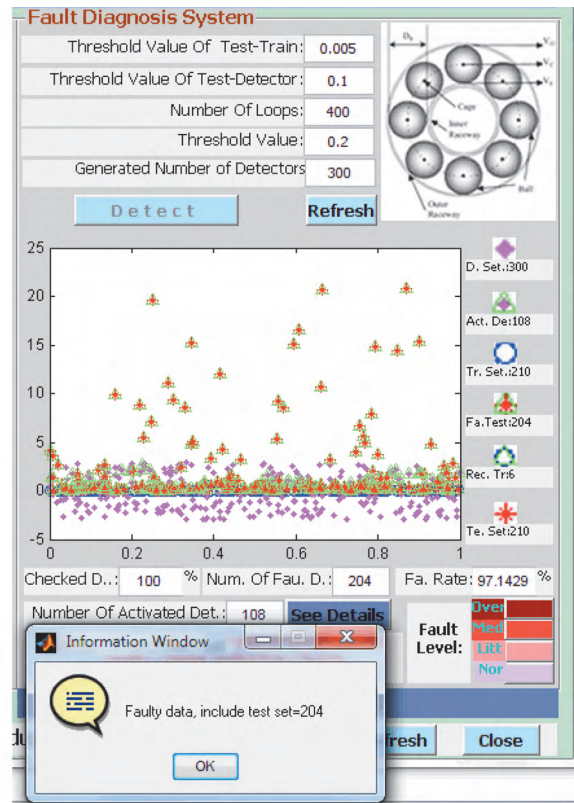 Fault Diagnosis System
Threshold Value Of Test-Train: 0.005
Threshold Value Of Test-Detector: 0.1
Number Of Loops: 400
Threshold Value: 0.2
Generated Number of Detectors 300
Detect Refresh
Cage
Inner
Raceway
Ball
Outer
Raceway
25
20
15
10
5
0
-5
0 0.2 0.4 0.6 0.8 1
D. Set.:300
Act. De:108
Tr. Set.:210
Fa.Test:204
Rec. Tr:6
Te. Set:210
Checked D..: 100 % Num. Of Fau. D.: 204 Fa. Rate: 97.1429 %
Number Of Activated Det.: 108 See Details
Fault
Level:
Over
Med
Litt
Nor
Information Window
Faulty data, include test set=204
OK
fresh Close